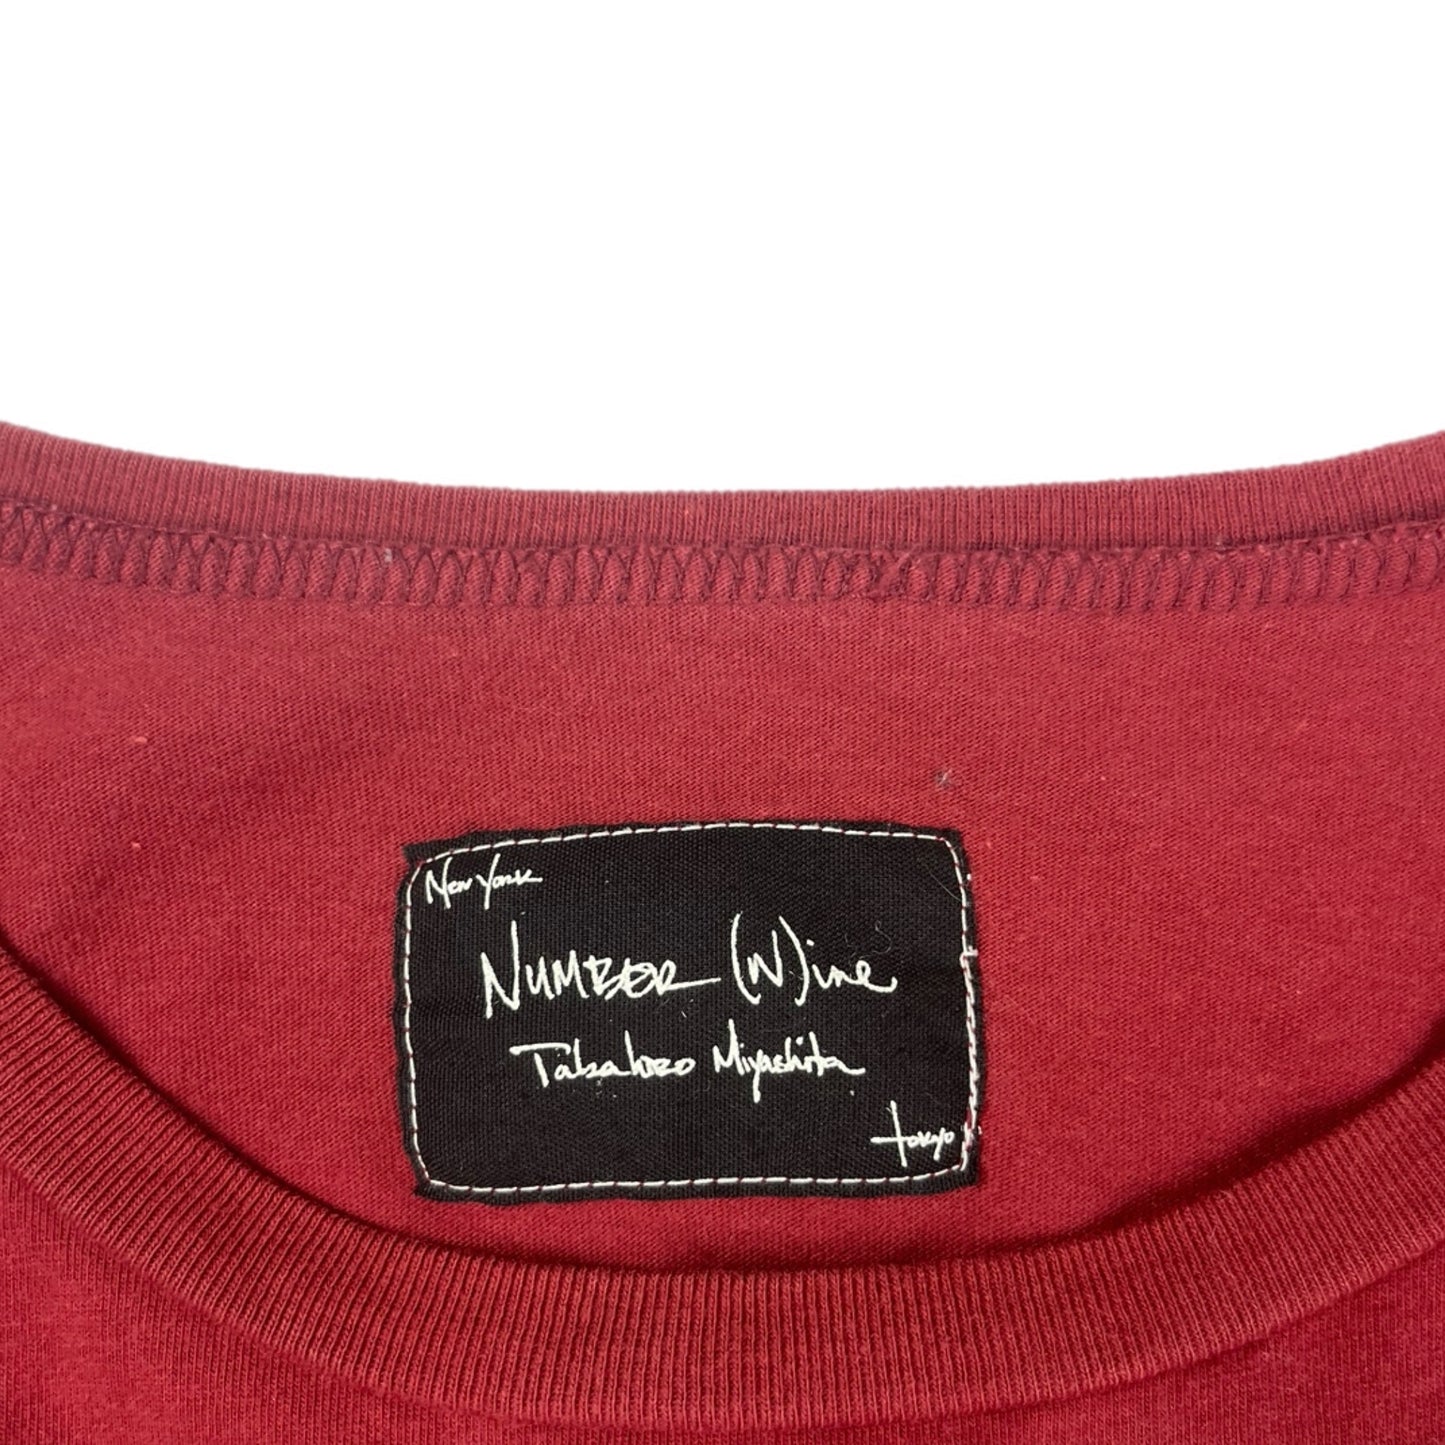 New York
NUMBER (N)ine
Takahiro Miyashita
tokyo